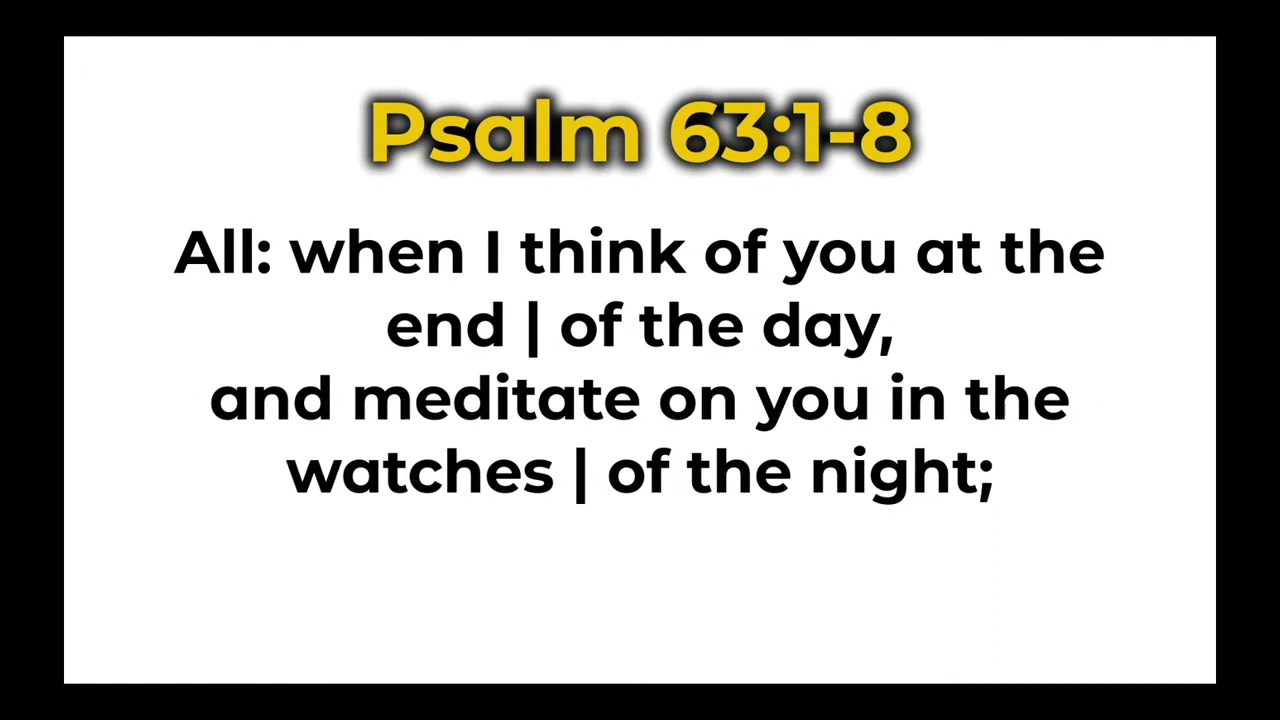 Psalm 63:1-8
All: when I think of you at the
end | of the day,
and meditate on you in the
watches | of the night;